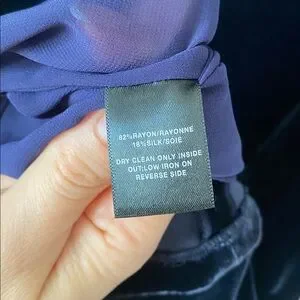 82%RAYON/RAYONNE
18%SILK/SOIE
DRY CLEAN ONLY INSIDE
OUT/LOW IRON ON
REVERSE SIDE